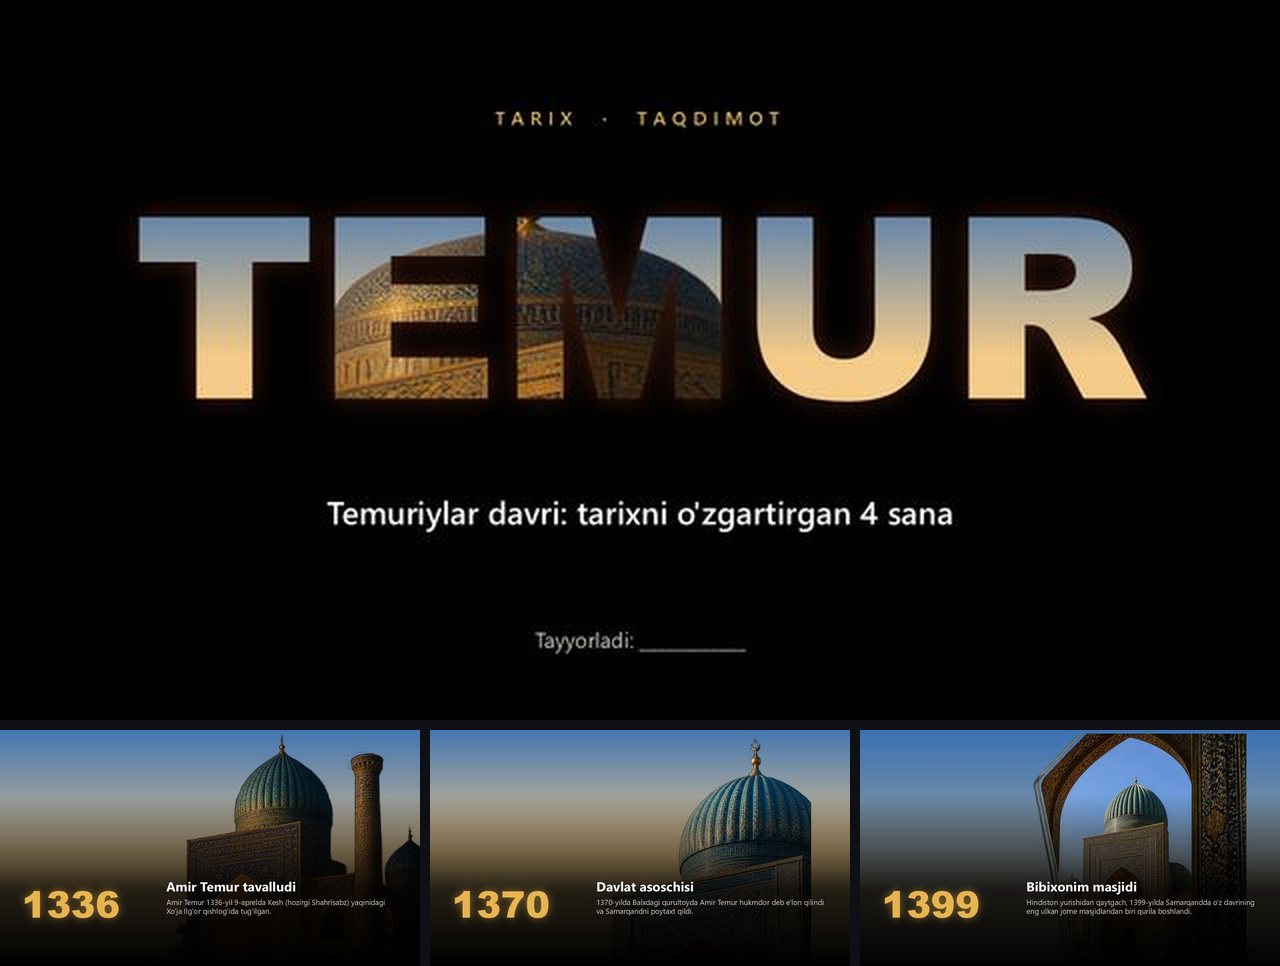 TARIX · TAQDIMOT
TEMUR
Temuriylar davri: tarixni o'zgartirgan 4 sana
Tayyorladi: __________
1336
Amir Temur tavalludi
Amir Temur 1336-yil 9-aprelda Kesh (hozirgi Shahrisabz) yaqinidagi
Xo'ja Ilg'or qishlog'ida tug'ilgan.
1370
Davlat asoschisi
1370-yilda Balxdagi qurultoyda Amir Temur hukmdor deb e'lon qilindi
va Samarqandni poytaxt qildi.
1399
Bibixonim masjidi
Hindiston yurishidan qaytgach, 1399-yilda Samarqandda o'z davrining
eng ulkan jome masjidlaridan biri qurila boshlandi.